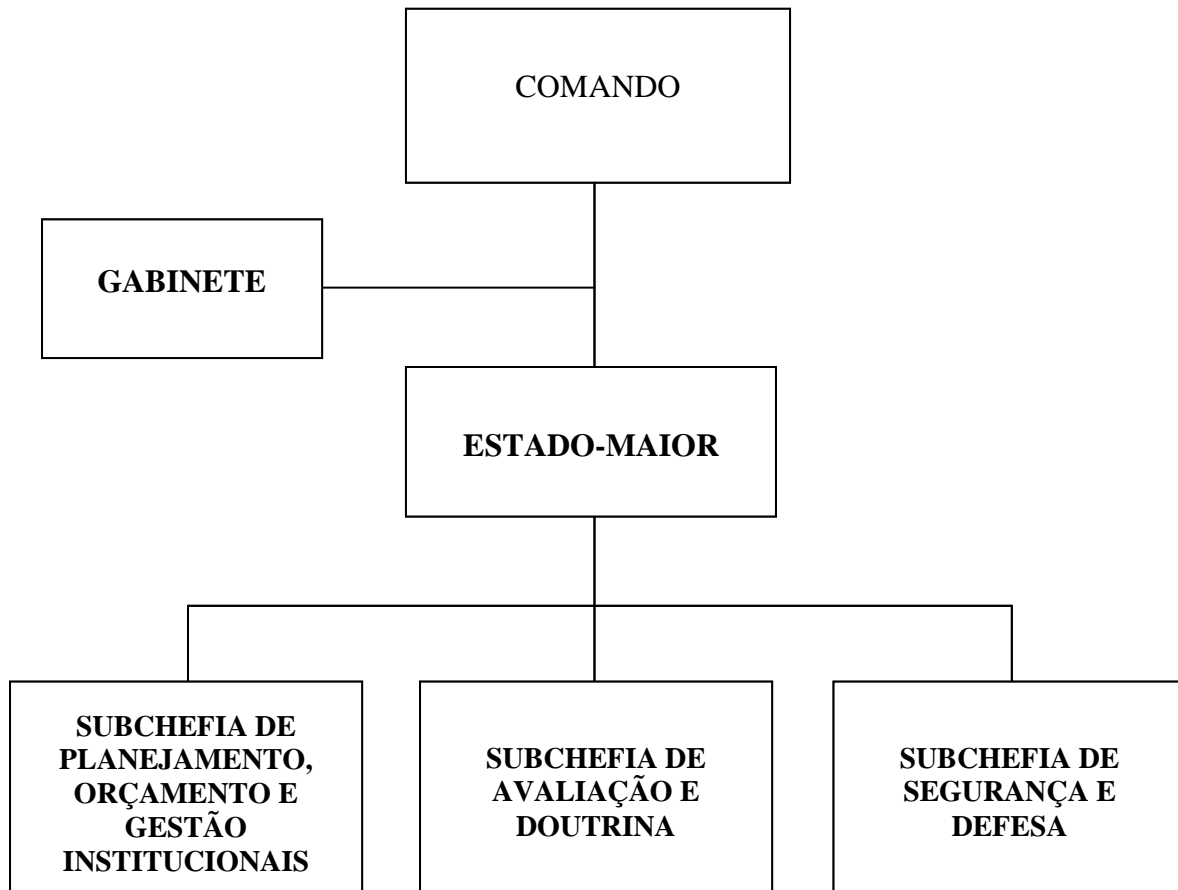 COMANDO
GABINETE
ESTADO-MAIOR
SUBCHEFIA DE
PLANEJAMENTO,
ORÇAMENTO E
GESTÃO
INSTITUCIONAIS
SUBCHEFIA DE
AVALIAÇÃO E
DOUTRINA
SUBCHEFIA DE
SEGURANÇA E
DEFESA